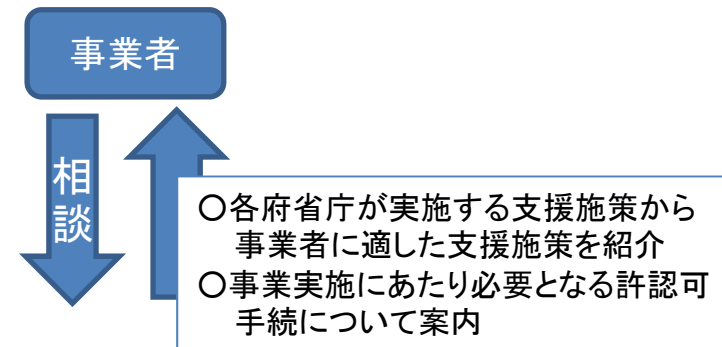 事業者
相談
○各府省庁が実施する支援施策から
事業者に適した支援施策を紹介
○事業実施にあたり必要となる許認可
手続について案内